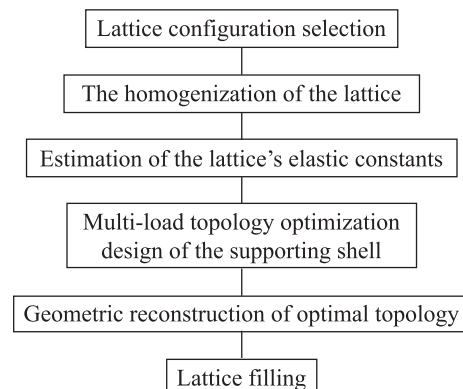 Lattice configuration selection
The homogenization of the lattice
Estimation of the lattice’s elastic constants
Multi-load topology optimization
design of the supporting shell
Geometric reconstruction of optimal topology
Lattice filling